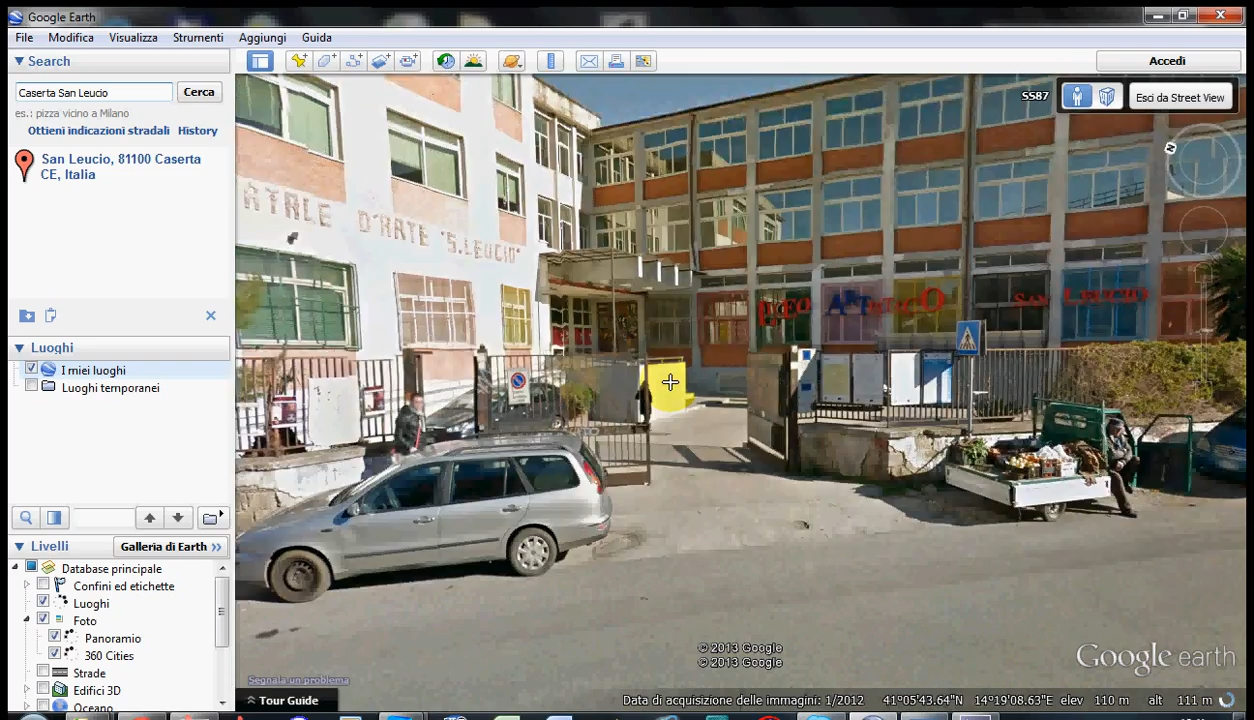 Google Earth
File Modifica Visualizza Strumenti Aggiungi Guida
Search
Accedi
Caserta San Leucio
Cerca
es.: pizza vicino a Milano
Ottieni indicazioni stradali History
San Leucio, 81100 Caserta
CE, Italia
SS87
Esci da Street View
N
D'ARTE "S.LEUCIO"
SAN LEUCIO
Luoghi
I miei luoghi
Luoghi temporanei
Livelli
Galleria di Earth
Database principale
Confini ed etichette
Luoghi
Foto
Panoramio
360 Cities
Strade
Edifici 3D
Oceano
© 2013 Google
© 2013 Google
Google earth
Segnala un problema
Tour Guide
Data di acquisizione delle immagini: 1/2012 41°05'43.64"N 14°19'08.63"E elev 110 m alt 111 m